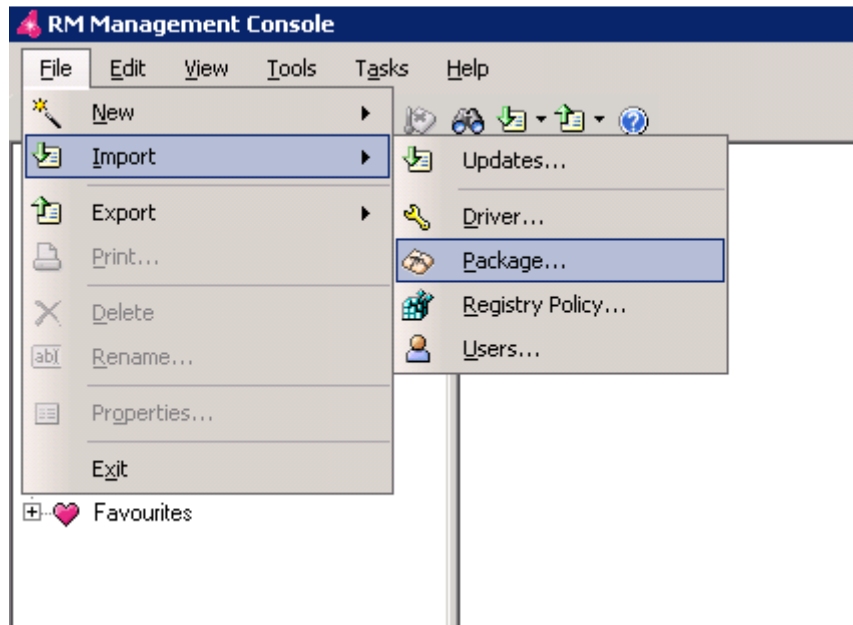 RM Management Console
File Edit View Tools Tasks Help
New
Import
Export
Print...
Delete
Rename...
Properties...
Exit
Updates...
Driver...
Package...
Registry Policy...
Users...
Favourites